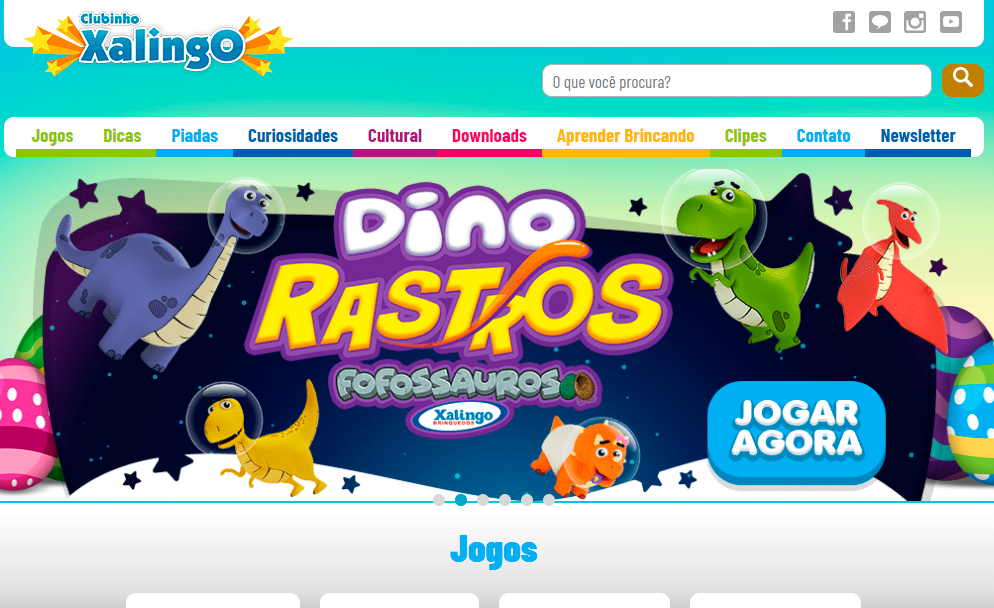 Clubinho
Xalingo
O que você procura?
Jogos Dicas Piadas Curiosidades Cultural Downloads Aprender Brincando Clipes Contato Newsletter
DINO
RASTROS
FOFOSSAUROS
Xalingo
BRINQUEDOS
JOGAR
AGORA
Jogos